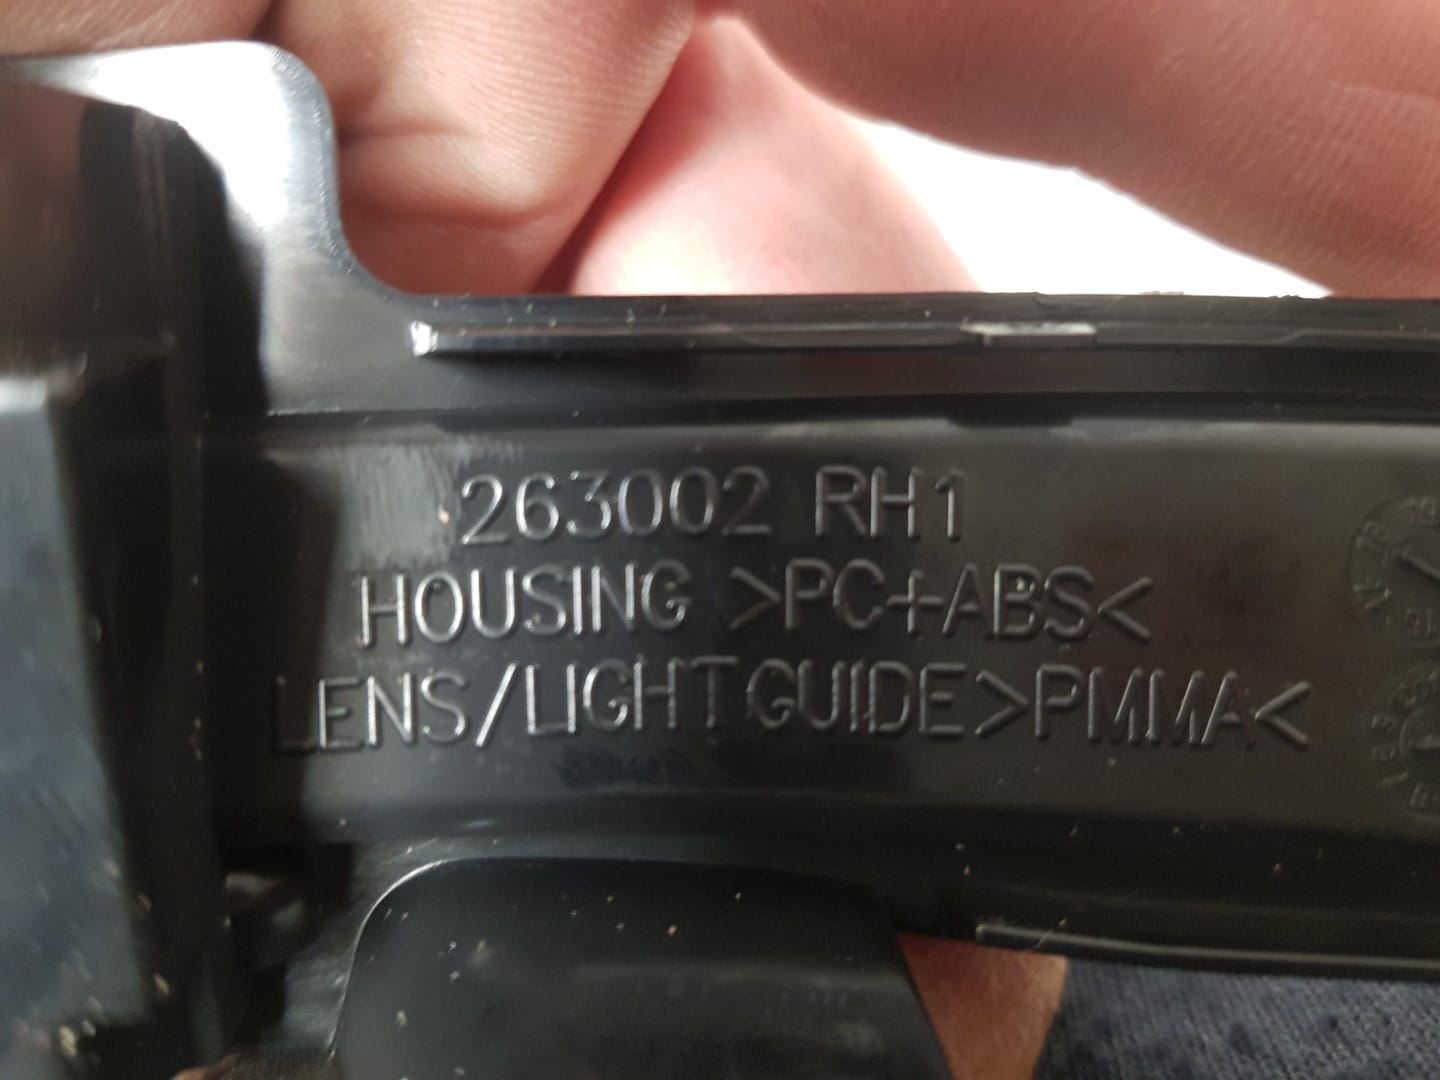 263002 RH1
HOUSING >PC+ABS<
LENS/LIGHTGUIDE>PMMA<